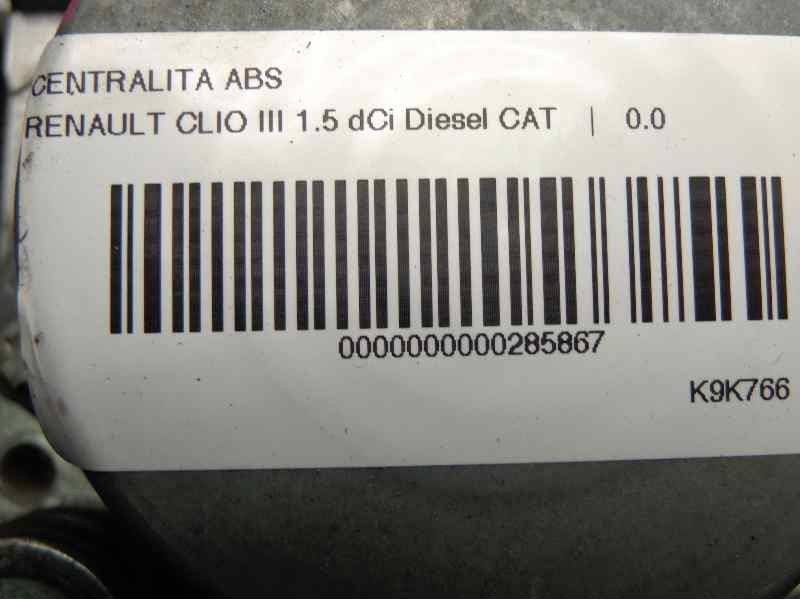 CENTRALITA ABS
RENAULT CLIO III 1.5 dCi Diesel CAT | 0.0
0000000000285867
K9K766